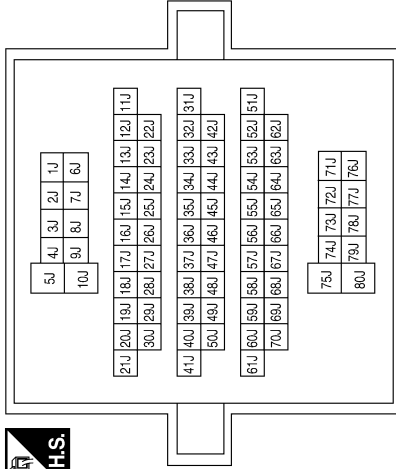 H.S.
5J 4J 3J 2J 1J
10J 9J 8J 7J 6J
21J 20J 19J 18J 17J 16J 15J 14J 13J 12J 11J
30J 29J 28J 27J 26J 25J 24J 23J 22J
41J 40J 39J 38J 37J 36J 35J 34J 33J 32J 31J
50J 49J 48J 47J 46J 45J 44J 43J 42J
61J 60J 59J 58J 57J 56J 55J 54J 53J 52J 51J
70J 69J 68J 67J 66J 65J 64J 63J 62J
75J 74J 73J 72J 71J
80J 79J 78J 77J 76J